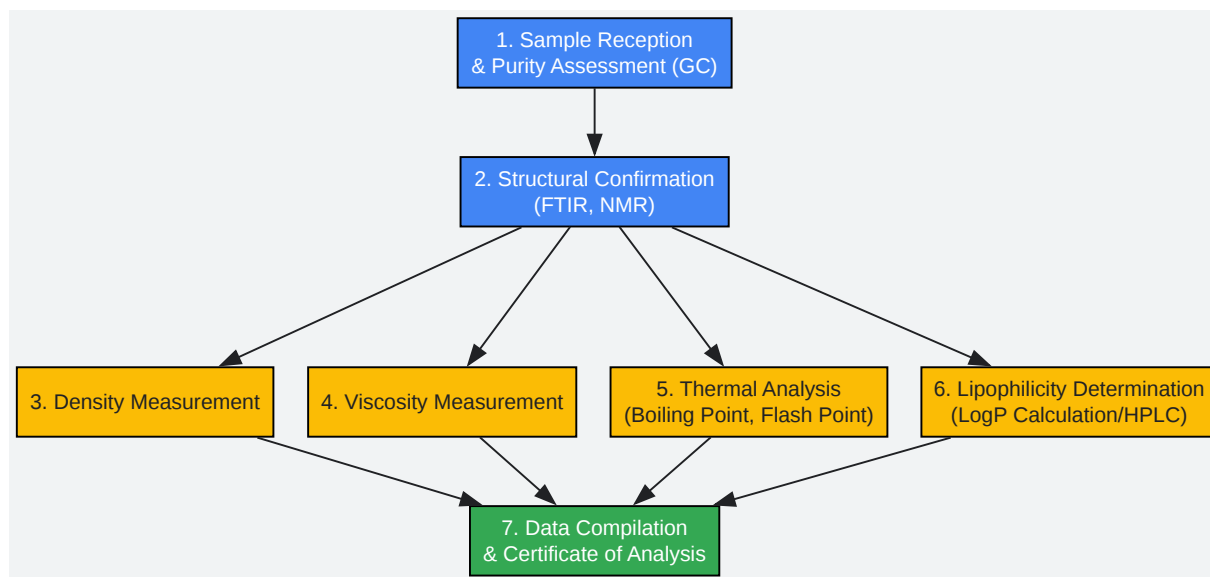 1. Sample Reception
& Purity Assessment (GC)
2. Structural Confirmation
(FTIR, NMR)
3. Density Measurement
4. Viscosity Measurement
5. Thermal Analysis
(Boiling Point, Flash Point)
6. Lipophilicity Determination
(LogP Calculation/HPLC)
7. Data Compilation
& Certificate of Analysis